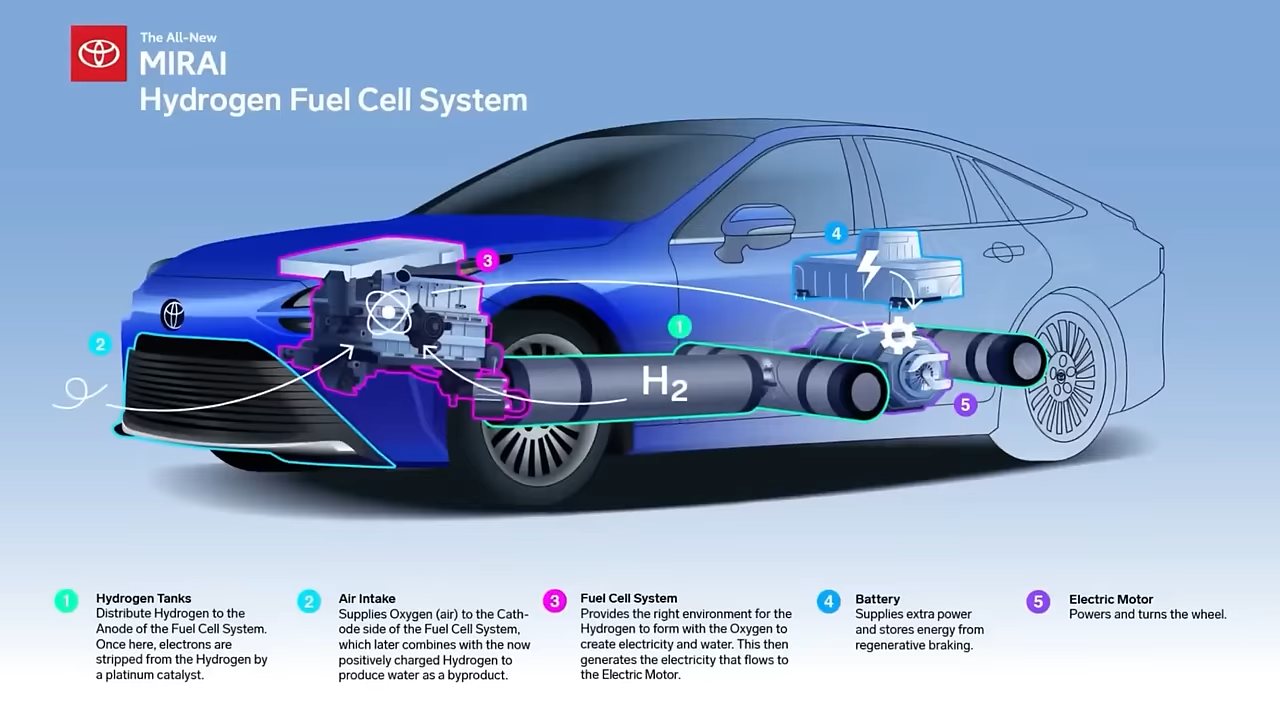 The All-New
MIRAI
Hydrogen Fuel Cell System
3
4
1
2
H2
5
1
Hydrogen Tanks
Distribute Hydrogen to the
Anode of the Fuel Cell System.
Once here, electrons are
stripped from the Hydrogen by
a platinum catalyst.
2
Air Intake
Supplies Oxygen (air) to the Cath-
ode side of the Fuel Cell System,
which later combines with the now
positively charged Hydrogen to
produce water as a byproduct.
3
Fuel Cell System
Provides the right environment for the
Hydrogen to form with the Oxygen to
create electricity and water. This then
generates the electricity that flows to
the Electric Motor.
4
Battery
Supplies extra power
and stores energy from
regenerative braking.
5
Electric Motor
Powers and turns the wheel.